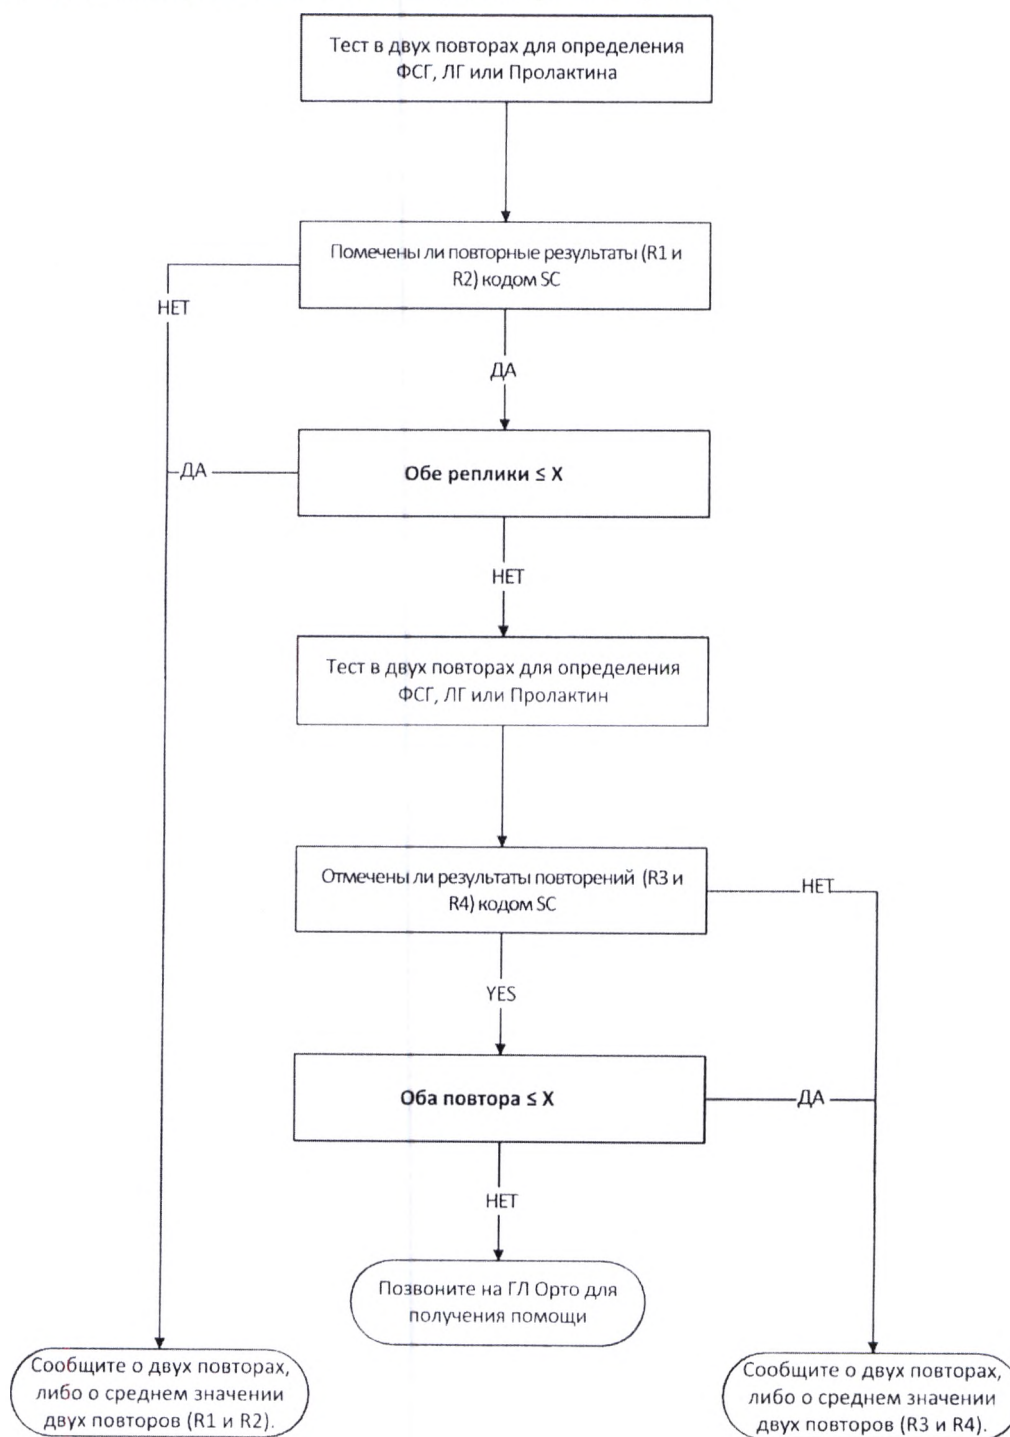 Тест в двух повторах для определения
ФСГ, ЛГ или Пролактина
Помечены ли повторные результаты (R1 и
R2) кодом SC
НЕТ
ДА
Обе реплики ≤ X
ДА
НЕТ
Тест в двух повторах для определения
ФСГ, ЛГ или Пролактин
Отмечены ли результаты повторений (R3 и
R4) кодом SC
НЕТ
YES
Оба повтора ≤ X
ДА
НЕТ
Позвоните на ГЛ Орто для
получения помощи
Сообщите о двух повторах,
либо о среднем значении
двух повторов (R1 и R2).
Сообщите о двух повторах,
либо о среднем значении
двух повторов (R3 и R4).